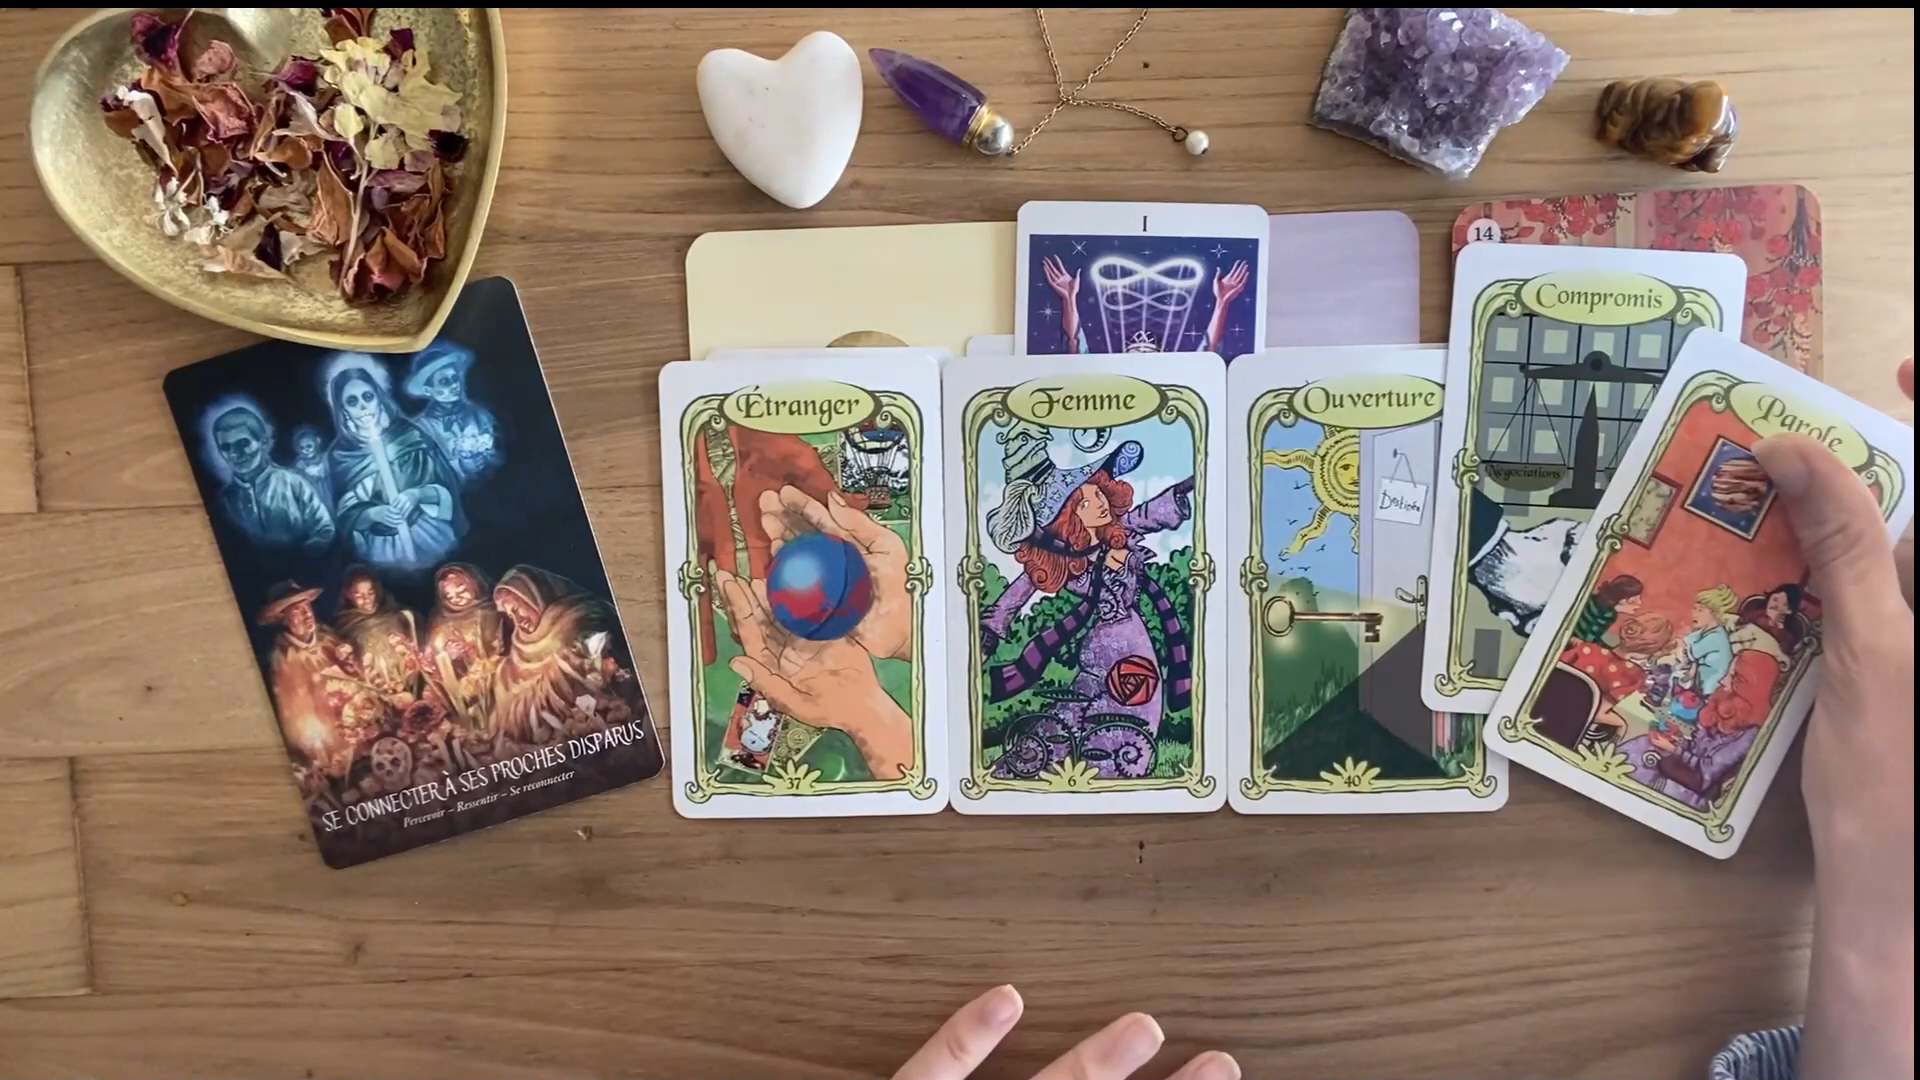 I
14
Compromis
Négociations
Étranger
Femme
Ouverture
Destinée
Parole
37
6
40
5
SE CONNECTER À SES PROCHES DISPARUS
Percevoir – Ressentir – Se reconnecter